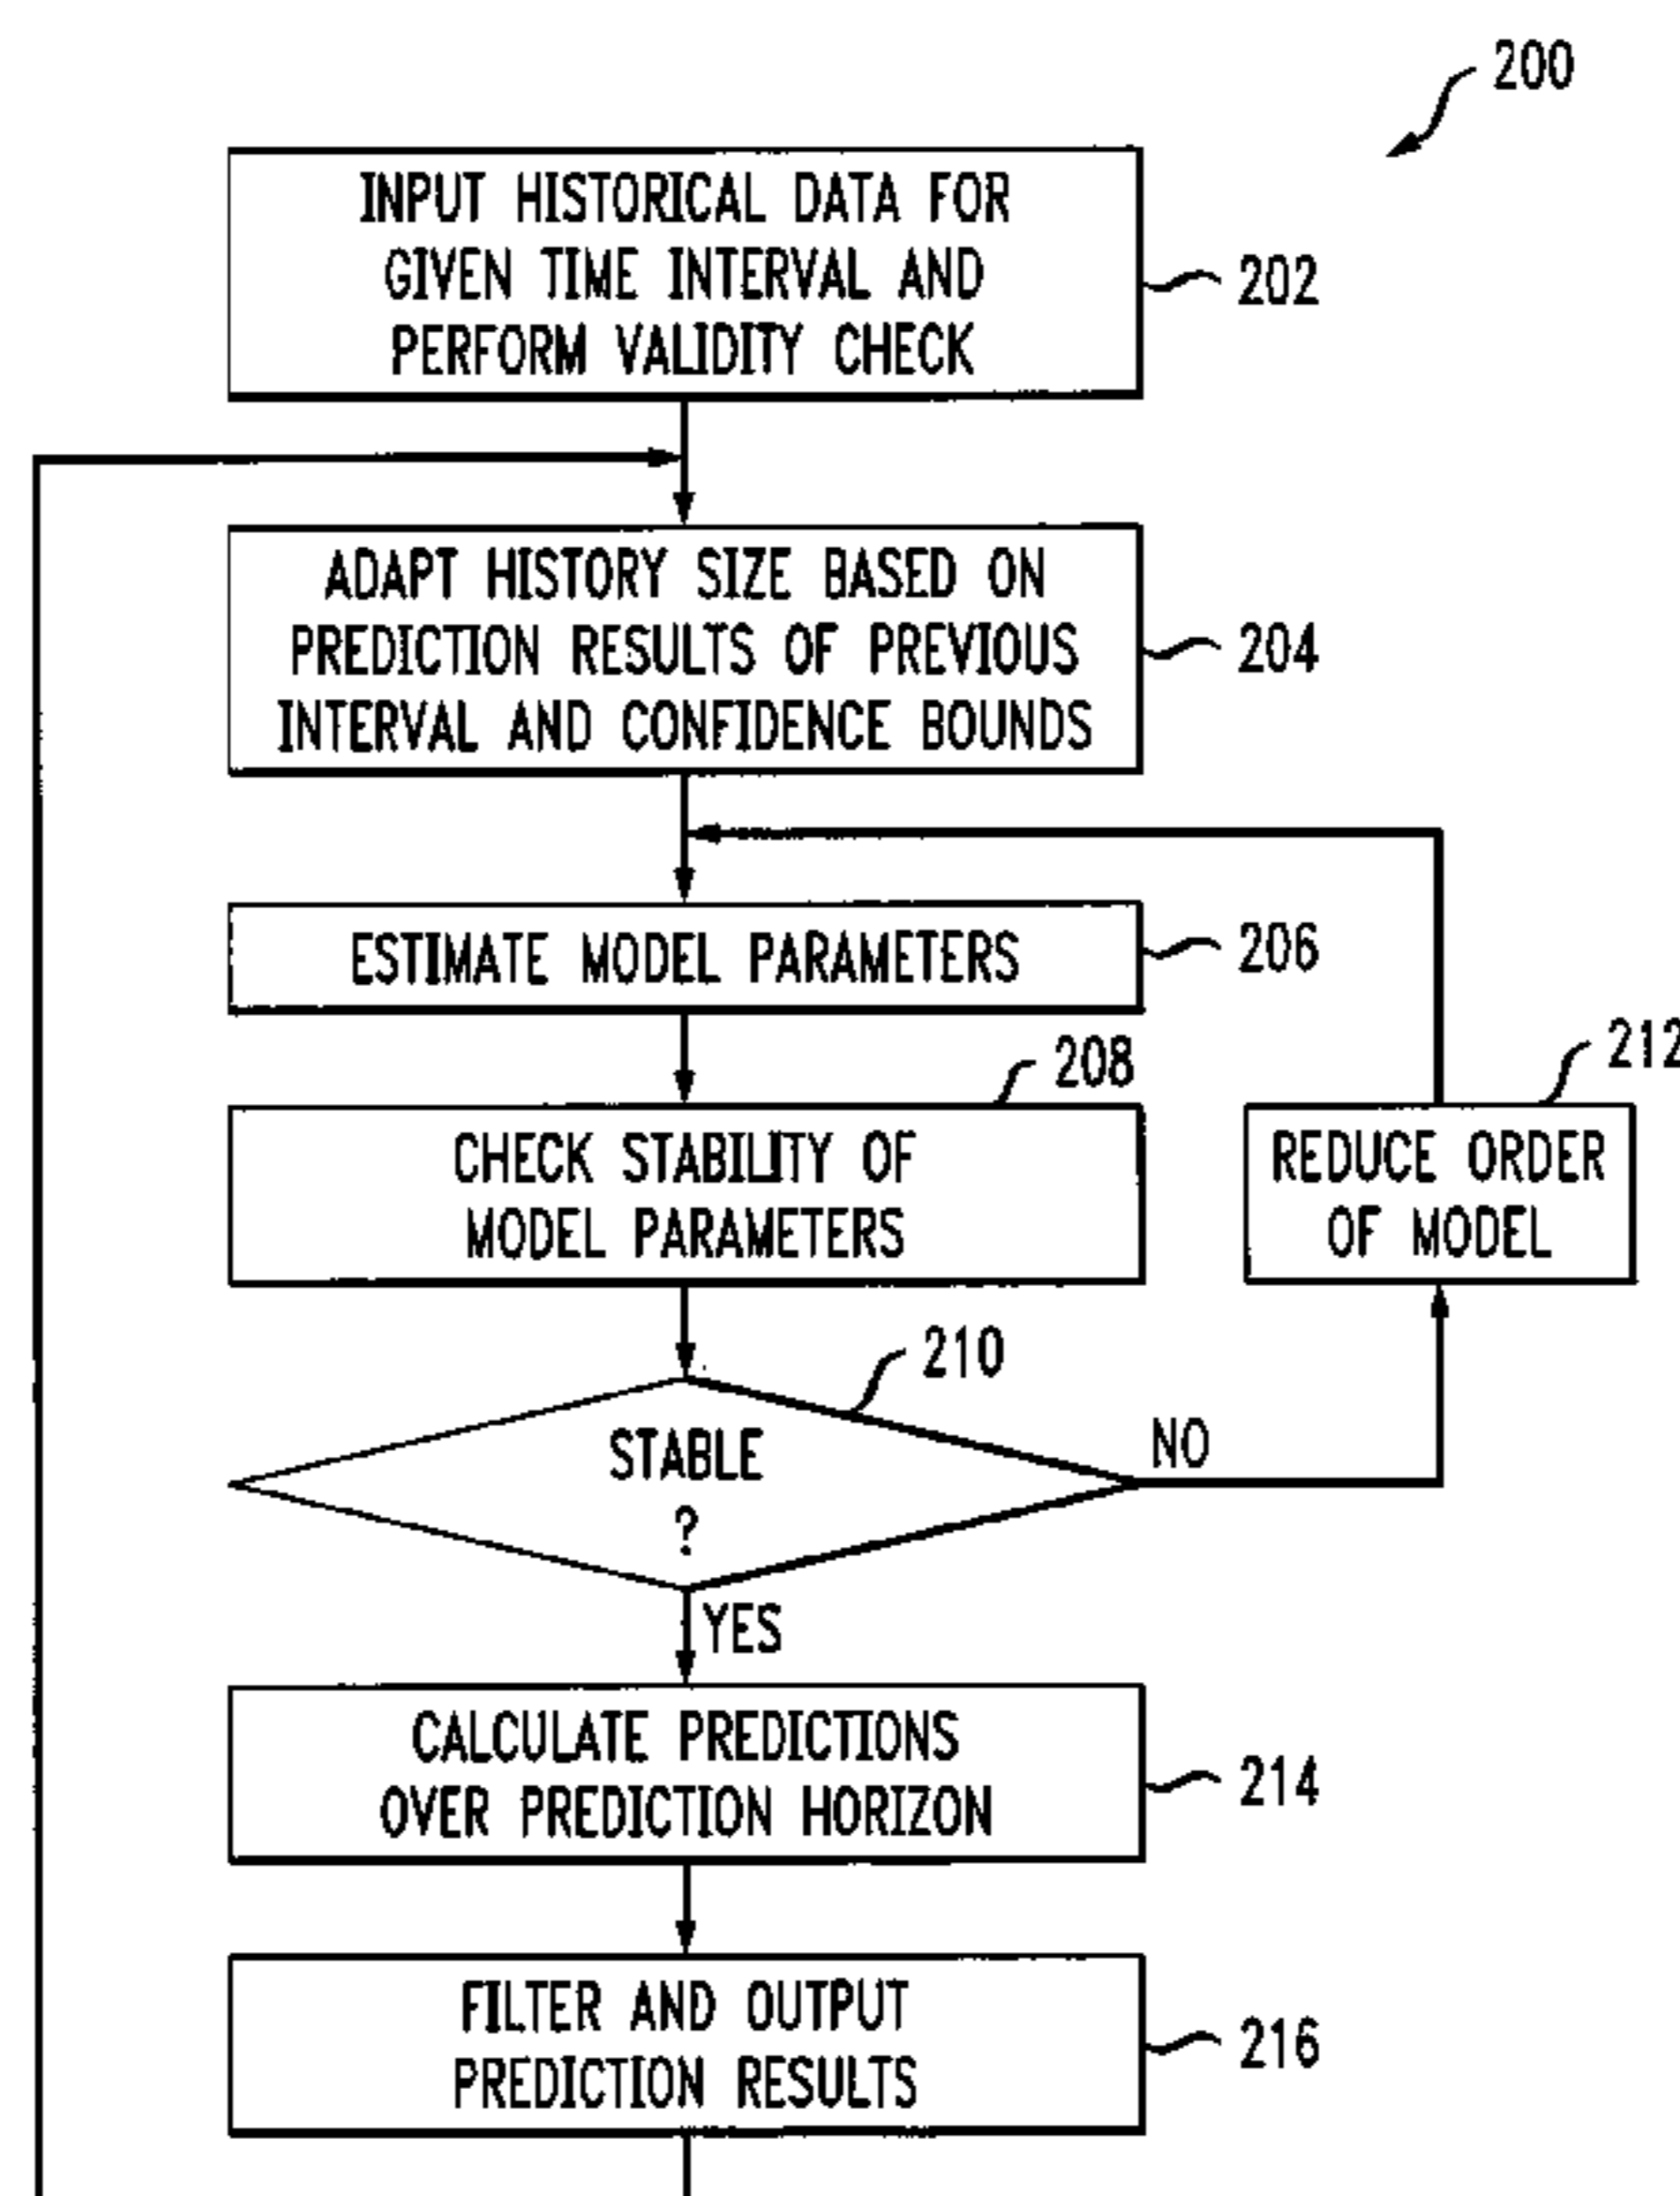 200
INPUT HISTORICAL DATA FOR
GIVEN TIME INTERVAL AND
PERFORM VALIDITY CHECK
202
ADAPT HISTORY SIZE BASED ON
PREDICTION RESULTS OF PREVIOUS
INTERVAL AND CONFIDENCE BOUNDS
204
ESTIMATE MODEL PARAMETERS
206
208
CHECK STABILITY OF
MODEL PARAMETERS
212
REDUCE ORDER
OF MODEL
210
STABLE
?
NO
YES
CALCULATE PREDICTIONS
OVER PREDICTION HORIZON
214
FILTER AND OUTPUT
PREDICTION RESULTS
216